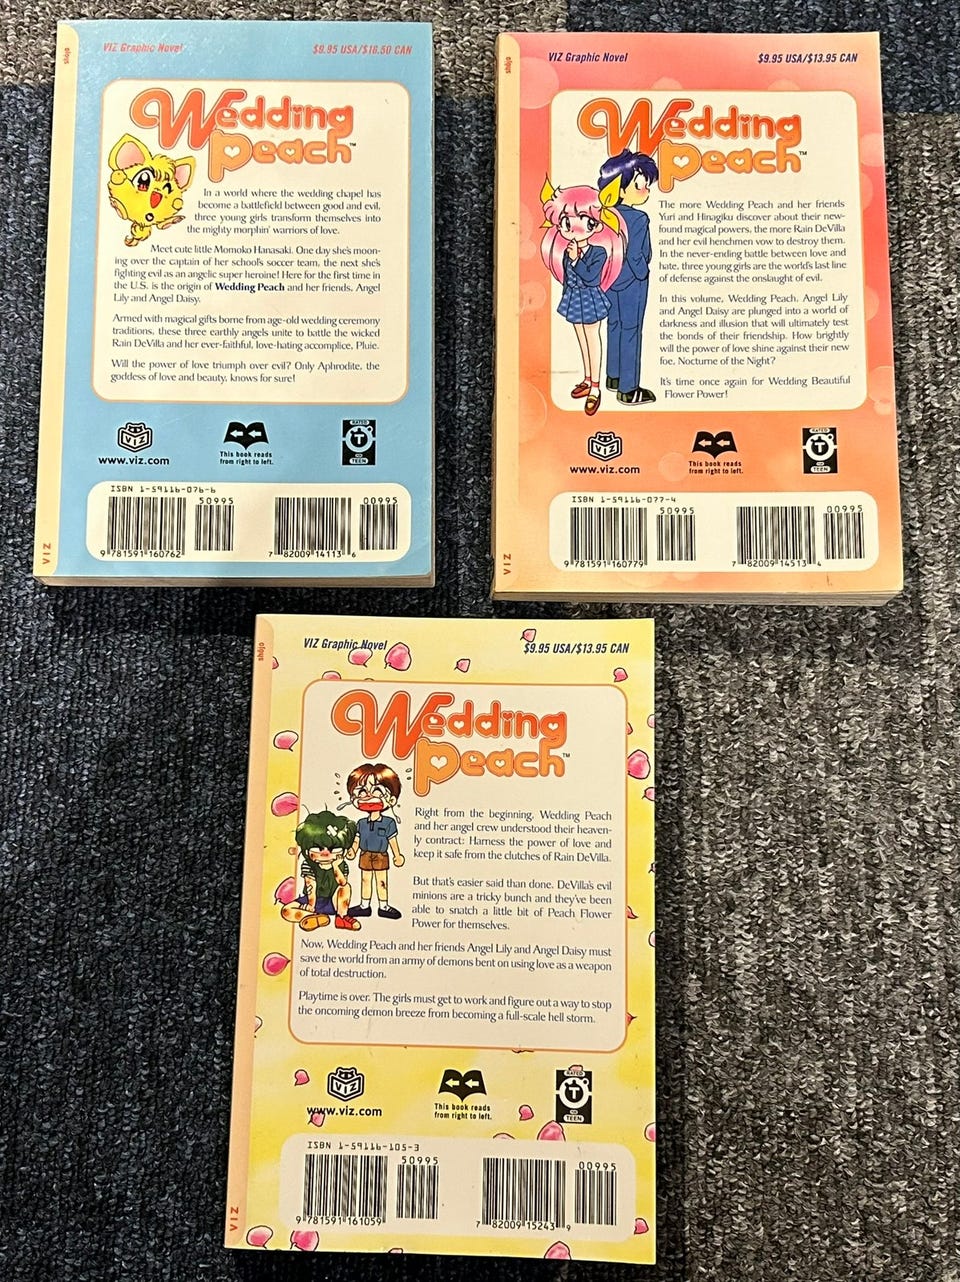 shôjo
VIZ Graphic Novel
$9.95 USA/$16.50 CAN
Wedding
Peach™
In a world where the wedding chapel has
become a battlefield between good and evil,
three young girls transform themselves into
the mighty morphin' warriors of love.
Meet cute little Momoko Hanasaki. One day she's moon-
ing over the captain of her school's soccer team, the next she's
fighting evil as an angelic super heroine! Here for the first time in
the U.S. is the origin of Wedding Peach and her friends, Angel
Lily and Angel Daisy.
Armed with magical gifts borne from age-old wedding ceremony
traditions, these three earthly angels unite to battle the wicked
Rain DeVilla and her ever-faithful, love-hating accomplice, Pluie.
Will the power of love triumph over evil? Only Aphrodite, the
goddess of love and beauty, knows for sure!
VIZ
www.viz.com
This book reads
from right to left.
RATED
T
TEEN
ISBN 1-59116-076-6
50995
00995
9 781591 160762
7 82009 14113 6
VIZ
shôjo
VIZ Graphic Novel
$9.95 USA/$13.95 CAN
Wedding
Peach™
The more Wedding Peach and her friends
Yuri and Hinagiku discover about their new-
found magical powers, the more Rain DeVilla
and her evil henchmen vow to destroy them.
In the never-ending battle between love and
hate, three young girls are the world's last line
of defense against the onslaught of evil.
In this volume, Wedding Peach, Angel Lily
and Angel Daisy are plunged into a world of
darkness and illusion that will ultimately test
the bonds of their friendship. How brightly
will the power of love shine against their new
foe, Nocturne of the Night?
It's time once again for Wedding Beautiful
Flower Power!
VIZ
www.viz.com
This book reads
from right to left.
RATED
T
TEEN
ISBN 1-59116-077-4
50995
00995
9 781591 160779
7 82009 14513 4
VIZ
shôjo
VIZ Graphic Novel
$9.95 USA/$13.95 CAN
Wedding
Peach™
Right from the beginning, Wedding Peach
and her angel crew understood their heaven-
ly contract: Harness the power of love and
keep it safe from the clutches of Rain DeVilla.
But that's easier said than done. DeVilla's evil
minions are a tricky bunch and they've been
able to snatch a little bit of Peach Flower
Power for themselves.
Now, Wedding Peach and her friends Angel Lily and Angel Daisy must
save the world from an army of demons bent on using love as a weapon
of total destruction.
Playtime is over. The girls must get to work and figure out a way to stop
the oncoming demon breeze from becoming a full-scale hell storm.
VIZ
www.viz.com
This book reads
from right to left.
RATED
T
TEEN
ISBN 1-59116-105-3
50995
00995
9 781591 161059
7 82009 15243 9
VIZ